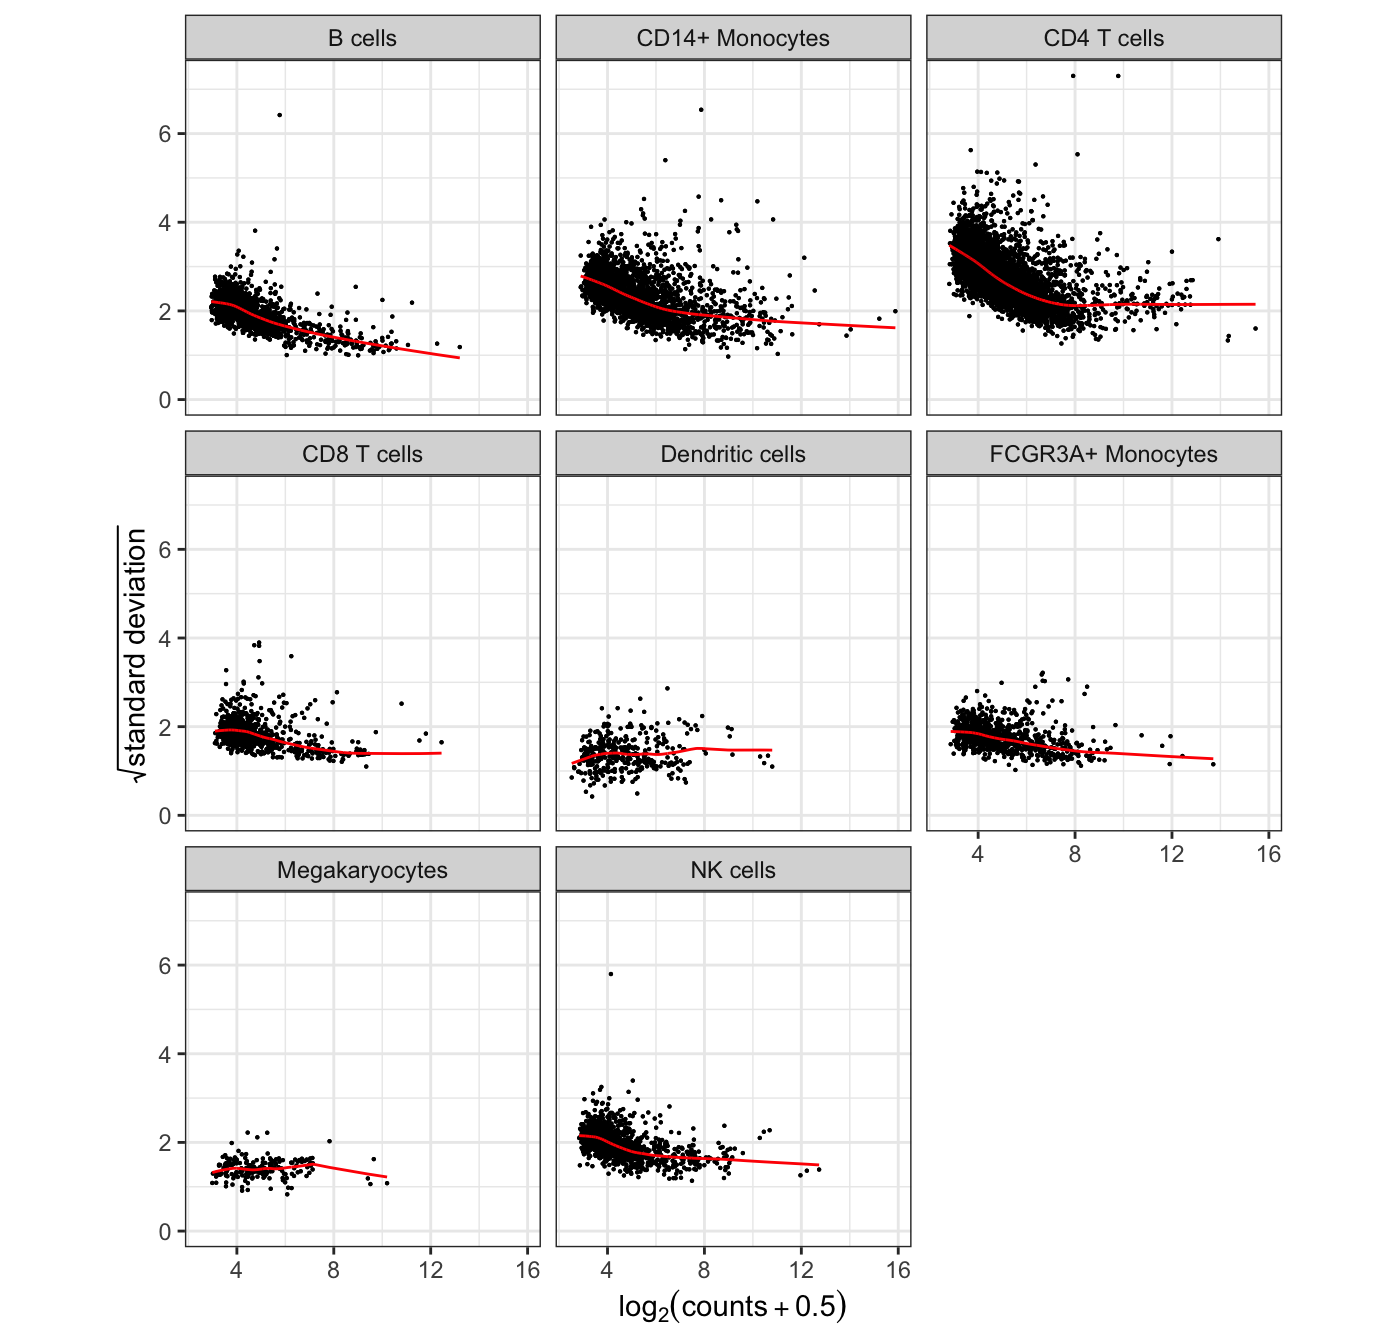 B cells
CD14+ Monocytes
CD4 T cells
6
4
2
0
CD8 T cells
Dendritic cells
FCGR3A+ Monocytes
6
4
2
0
4 8 12 16
Megakaryocytes
NK cells
6
4
2
0
4 8 12 16
4 8 12 16
√standard deviation
log₂(counts + 0.5)